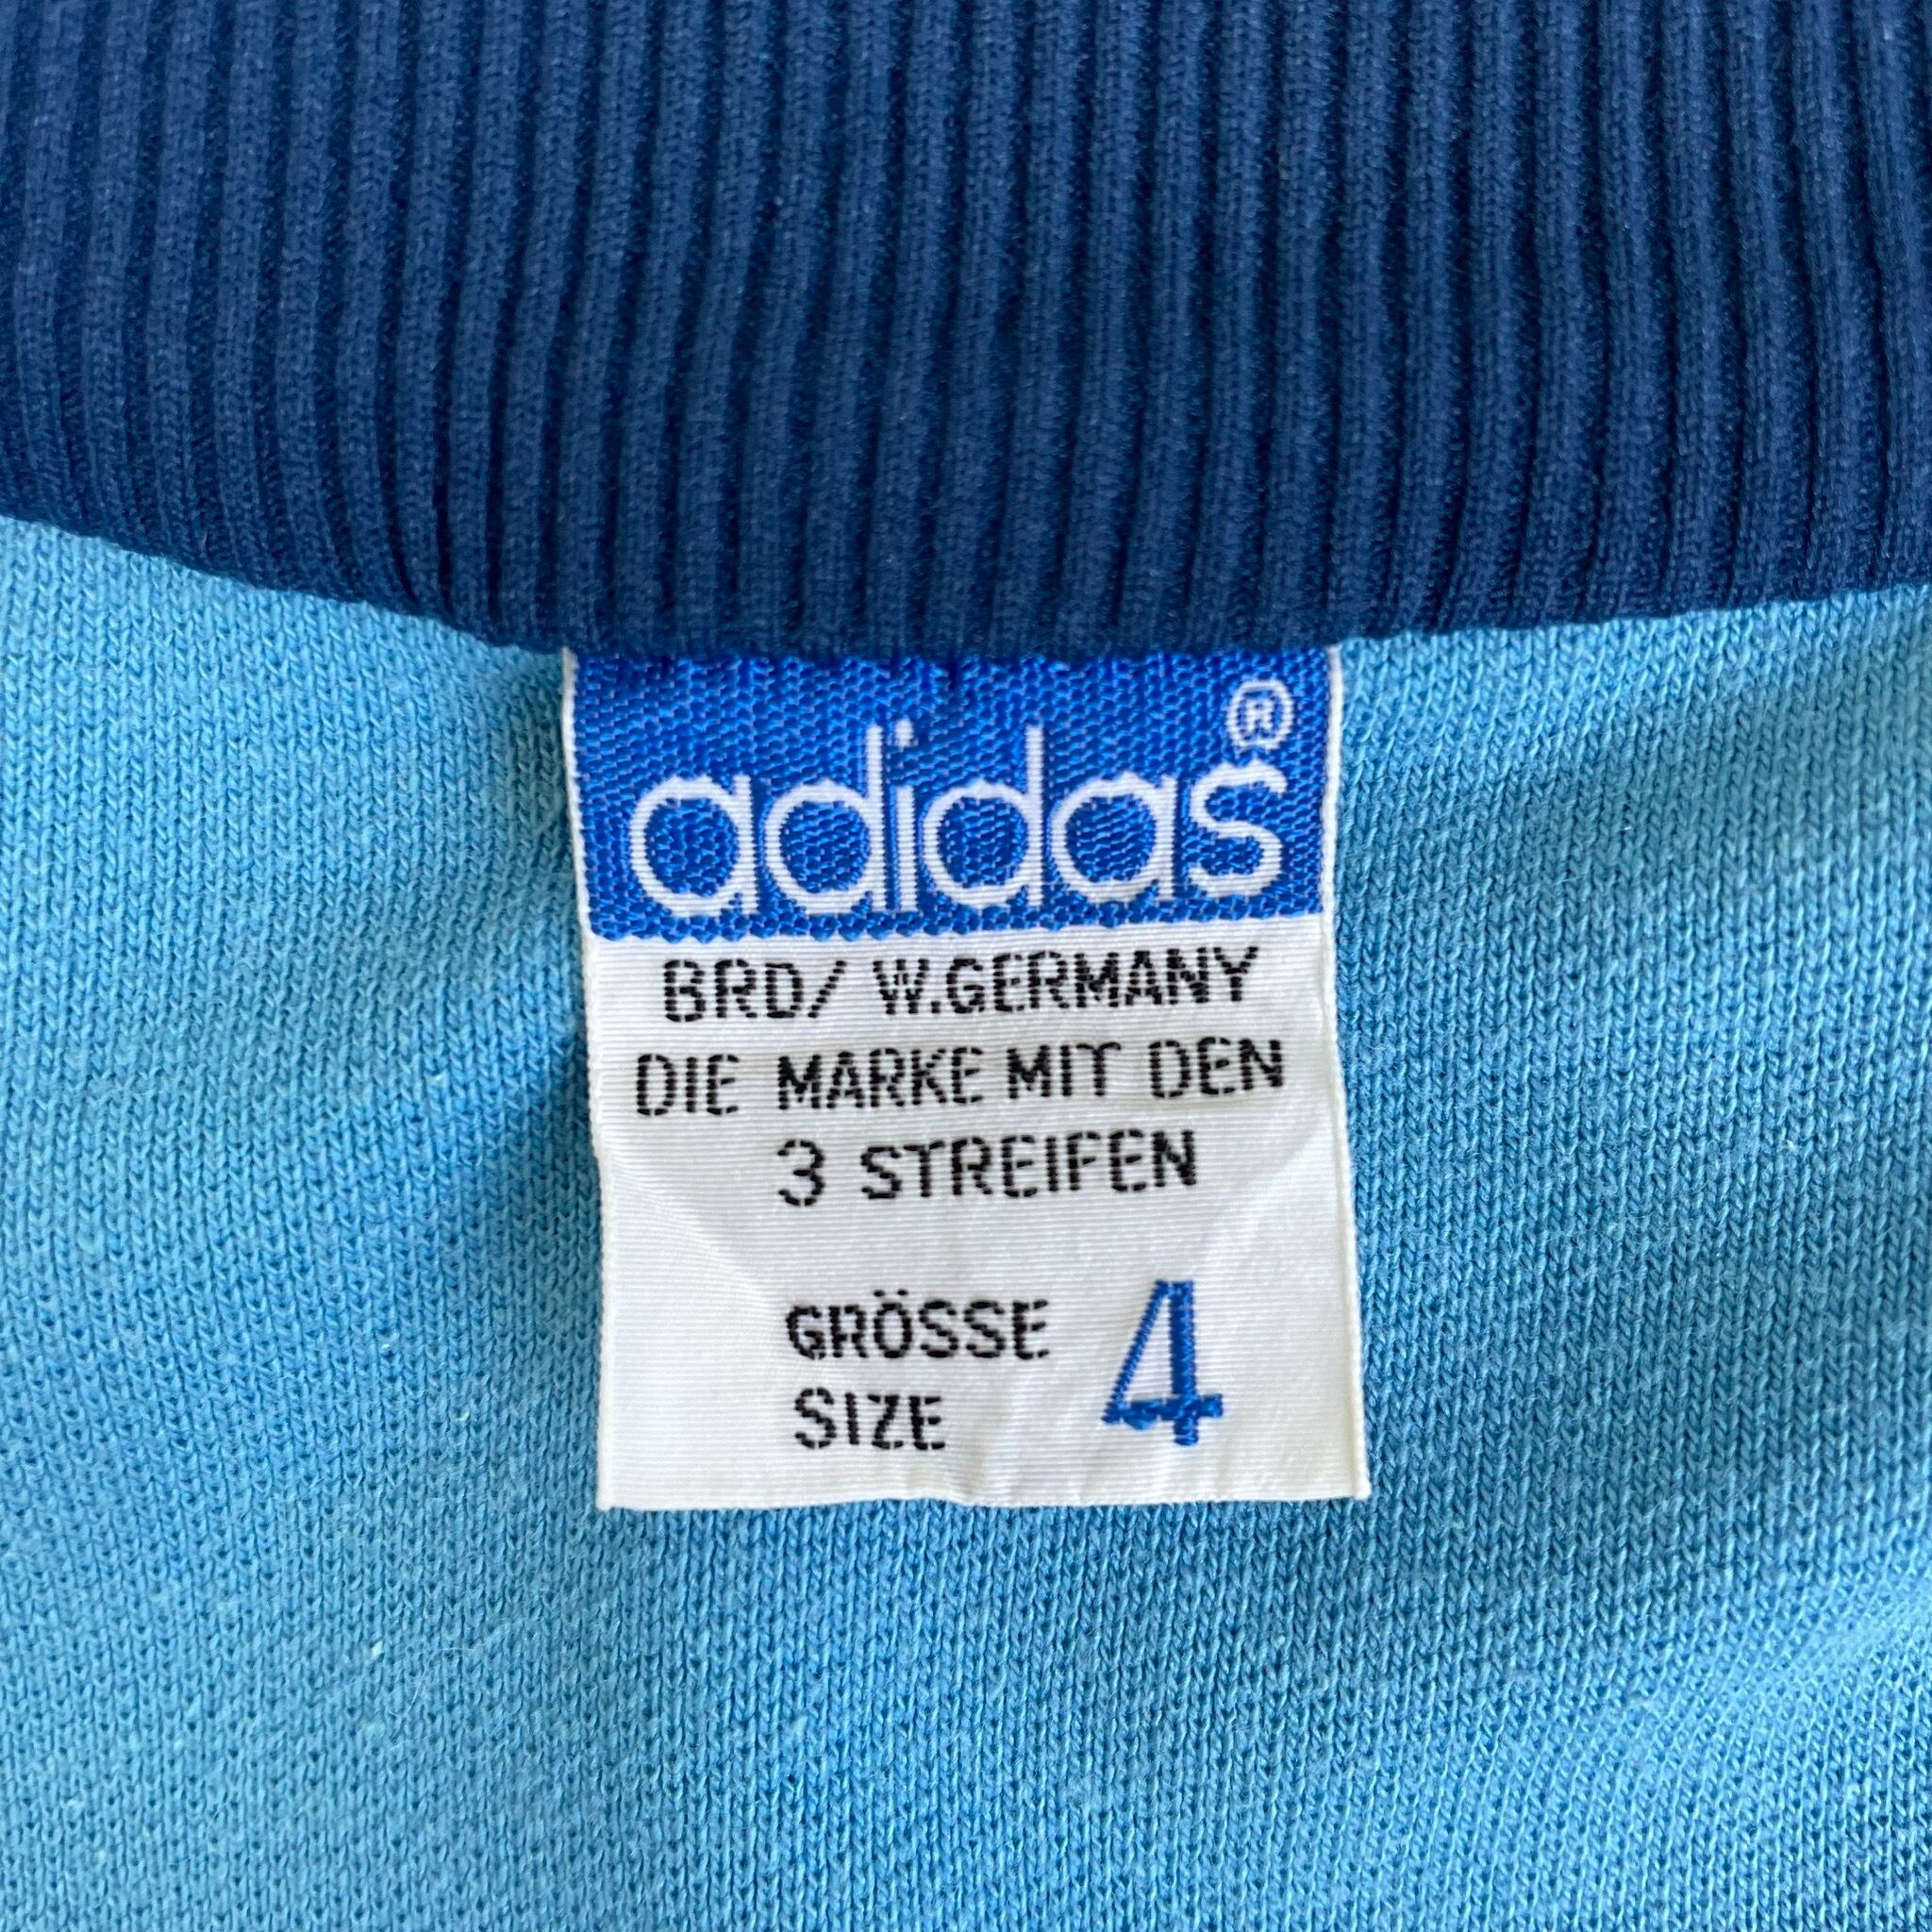 adidas®
BRD/ W.GERMANY
DIE MARKE MIT DEN
3 STREIFEN
GRÖSSE 4
SIZE